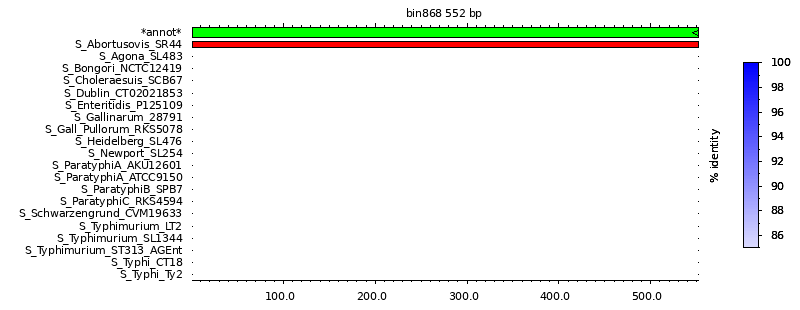 bin868 552 bp
*annot*
<
S_Abortusovis_SR44
S_Agona_SL483
S_Bongori_NCTC12419
S_Choleraesuis_SCB67
S_Dublin_CT02021853
S_Enteritidis_P125109
S_Gallinarum_28791
S_Gall_Pullorum_RKS5078
S_Heidelberg_SL476
S_Newport_SL254
S_ParatyphiA_AKU12601
S_ParatyphiA_ATCC9150
S_ParatyphiB_SPB7
S_ParatyphiC_RKS4594
S_Schwarzengrund_CVM19633
S_Typhimurium_LT2
S_Typhimurium_SL1344
S_Typhimurium_ST313_AGEnt
S_Typhi_CT18
S_Typhi_Ty2
100.0 200.0 300.0 400.0 500.0
% identity
100
98
96
94
92
90
88
86